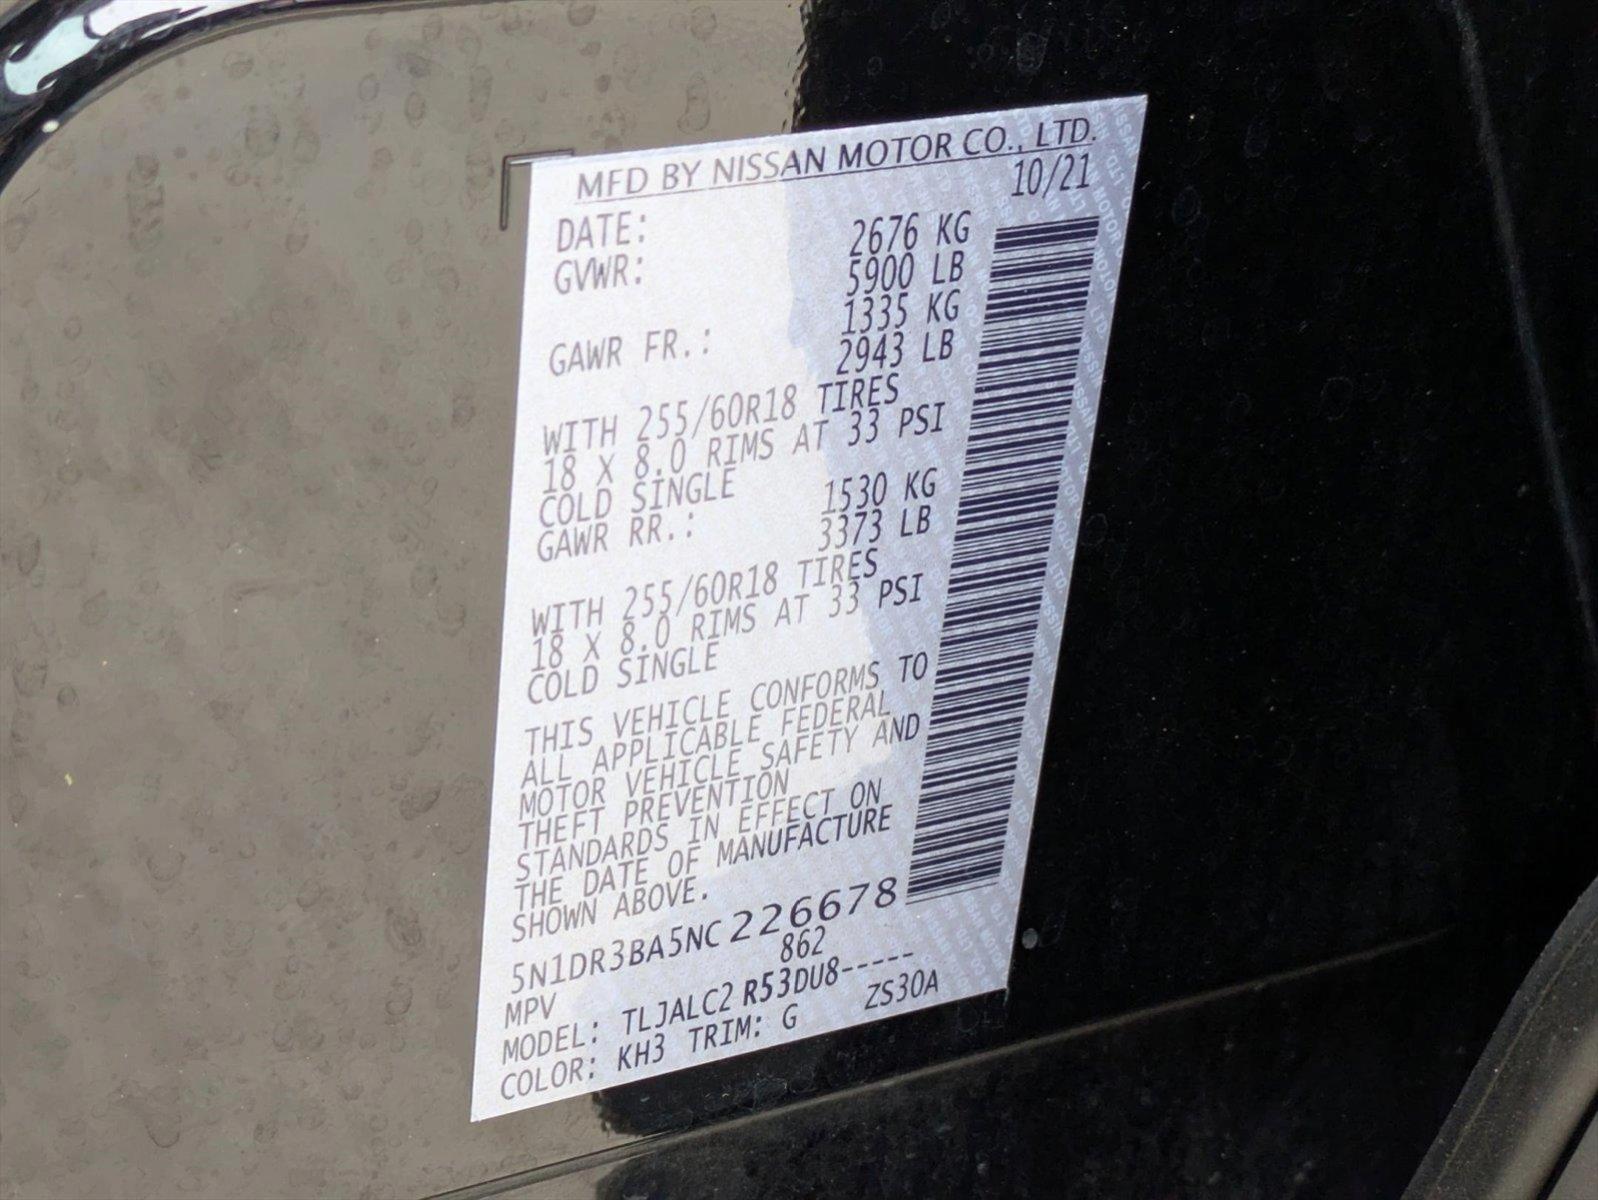 MFD BY NISSAN MOTOR CO., LTD.
DATE: 10/21
GVWR: 2676 KG
5900 LB
GAWR FR.: 1335 KG
2943 LB
WITH 255/60R18 TIRES
18 X 8.0 RIMS AT 33 PSI
COLD SINGLE
GAWR RR.: 1530 KG
3373 LB
WITH 255/60R18 TIRES
18 X 8.0 RIMS AT 33 PSI
COLD SINGLE
THIS VEHICLE CONFORMS TO
ALL APPLICABLE FEDERAL
MOTOR VEHICLE SAFETY AND
THEFT PREVENTION
STANDARDS IN EFFECT ON
THE DATE OF MANUFACTURE
SHOWN ABOVE.
5N1DR3BA5NC226678
MPV 862
MODEL: TLJALC2 R53DU8-----
COLOR: KH3 TRIM: G ZS30A